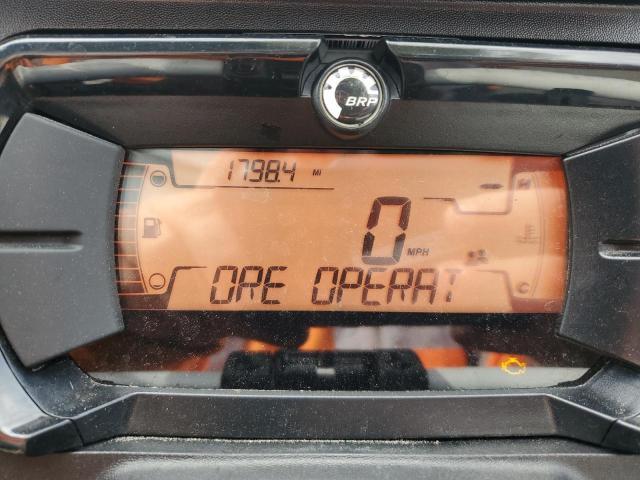 BRP
1798.4 MI
0 MPH
ORE OPERAT